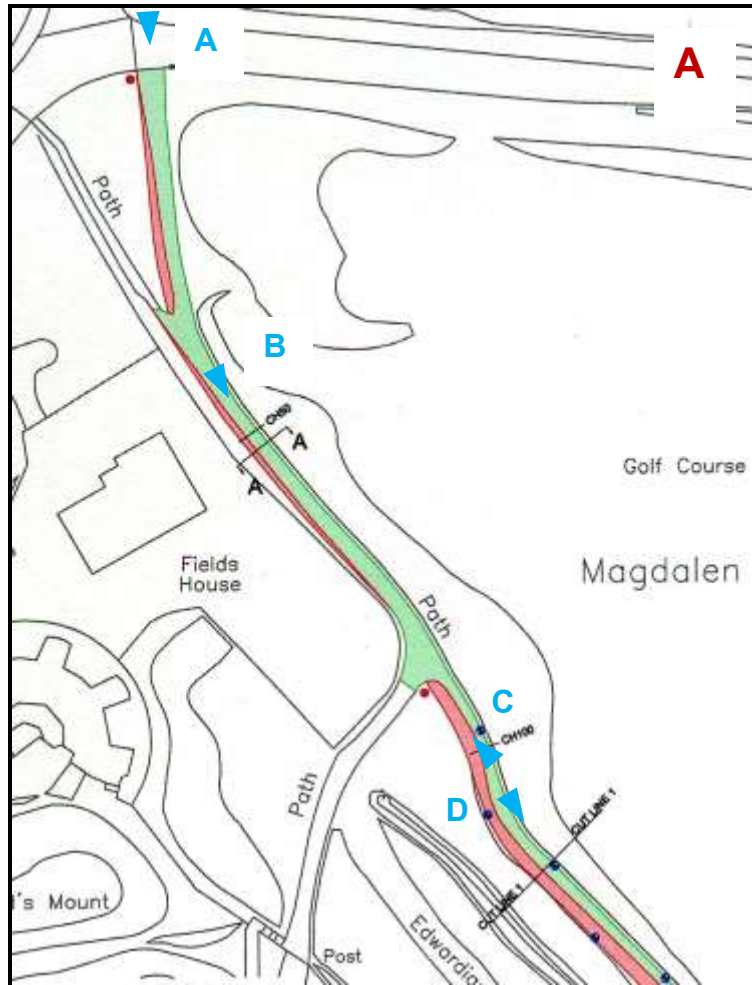 A
A
Path
B
CH50
A
A
Golf Course
Magdalen
Fields
House
Path
C
CH100
D
Path
CUT LINE 1
CUT LINE 1
's Mount
Edwardia
Post